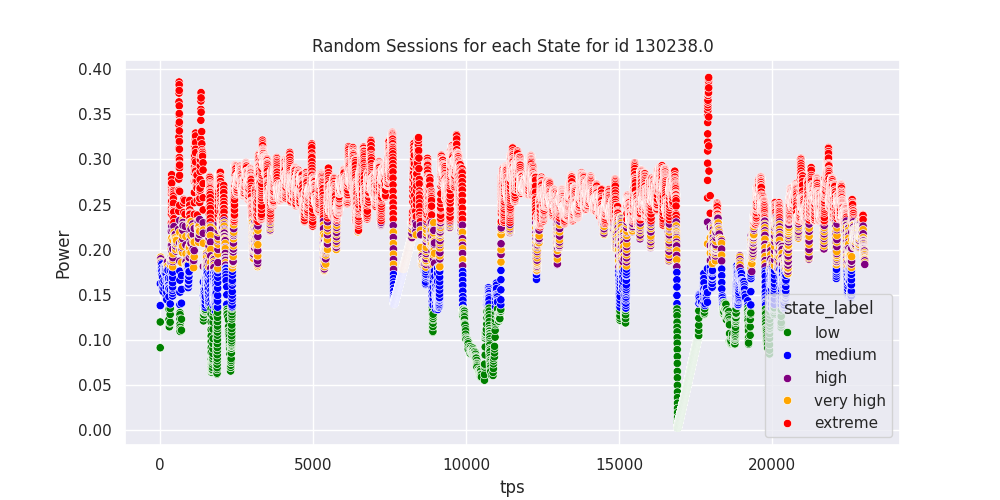 Random Sessions for each State for id 130238.0
0.40
0.35
0.30
0.25
0.20
0.15
0.10
0.05
0.00
Power
state_label
low
medium
high
very high
extreme
0 5000 10000 15000 20000
tps